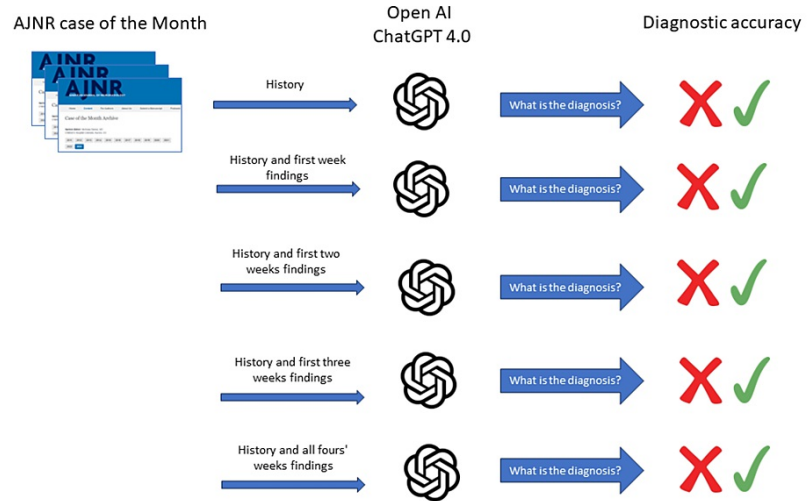 AJNR case of the Month
Open AI
ChatGPT 4.0
Diagnostic accuracy
AJNR
AJNR
AJNR
Case of the Month Archive
History
What is the diagnosis?
History and first week
findings
What is the diagnosis?
History and first two
weeks findings
What is the diagnosis?
History and first three
weeks findings
What is the diagnosis?
History and all fours'
weeks findings
What is the diagnosis?